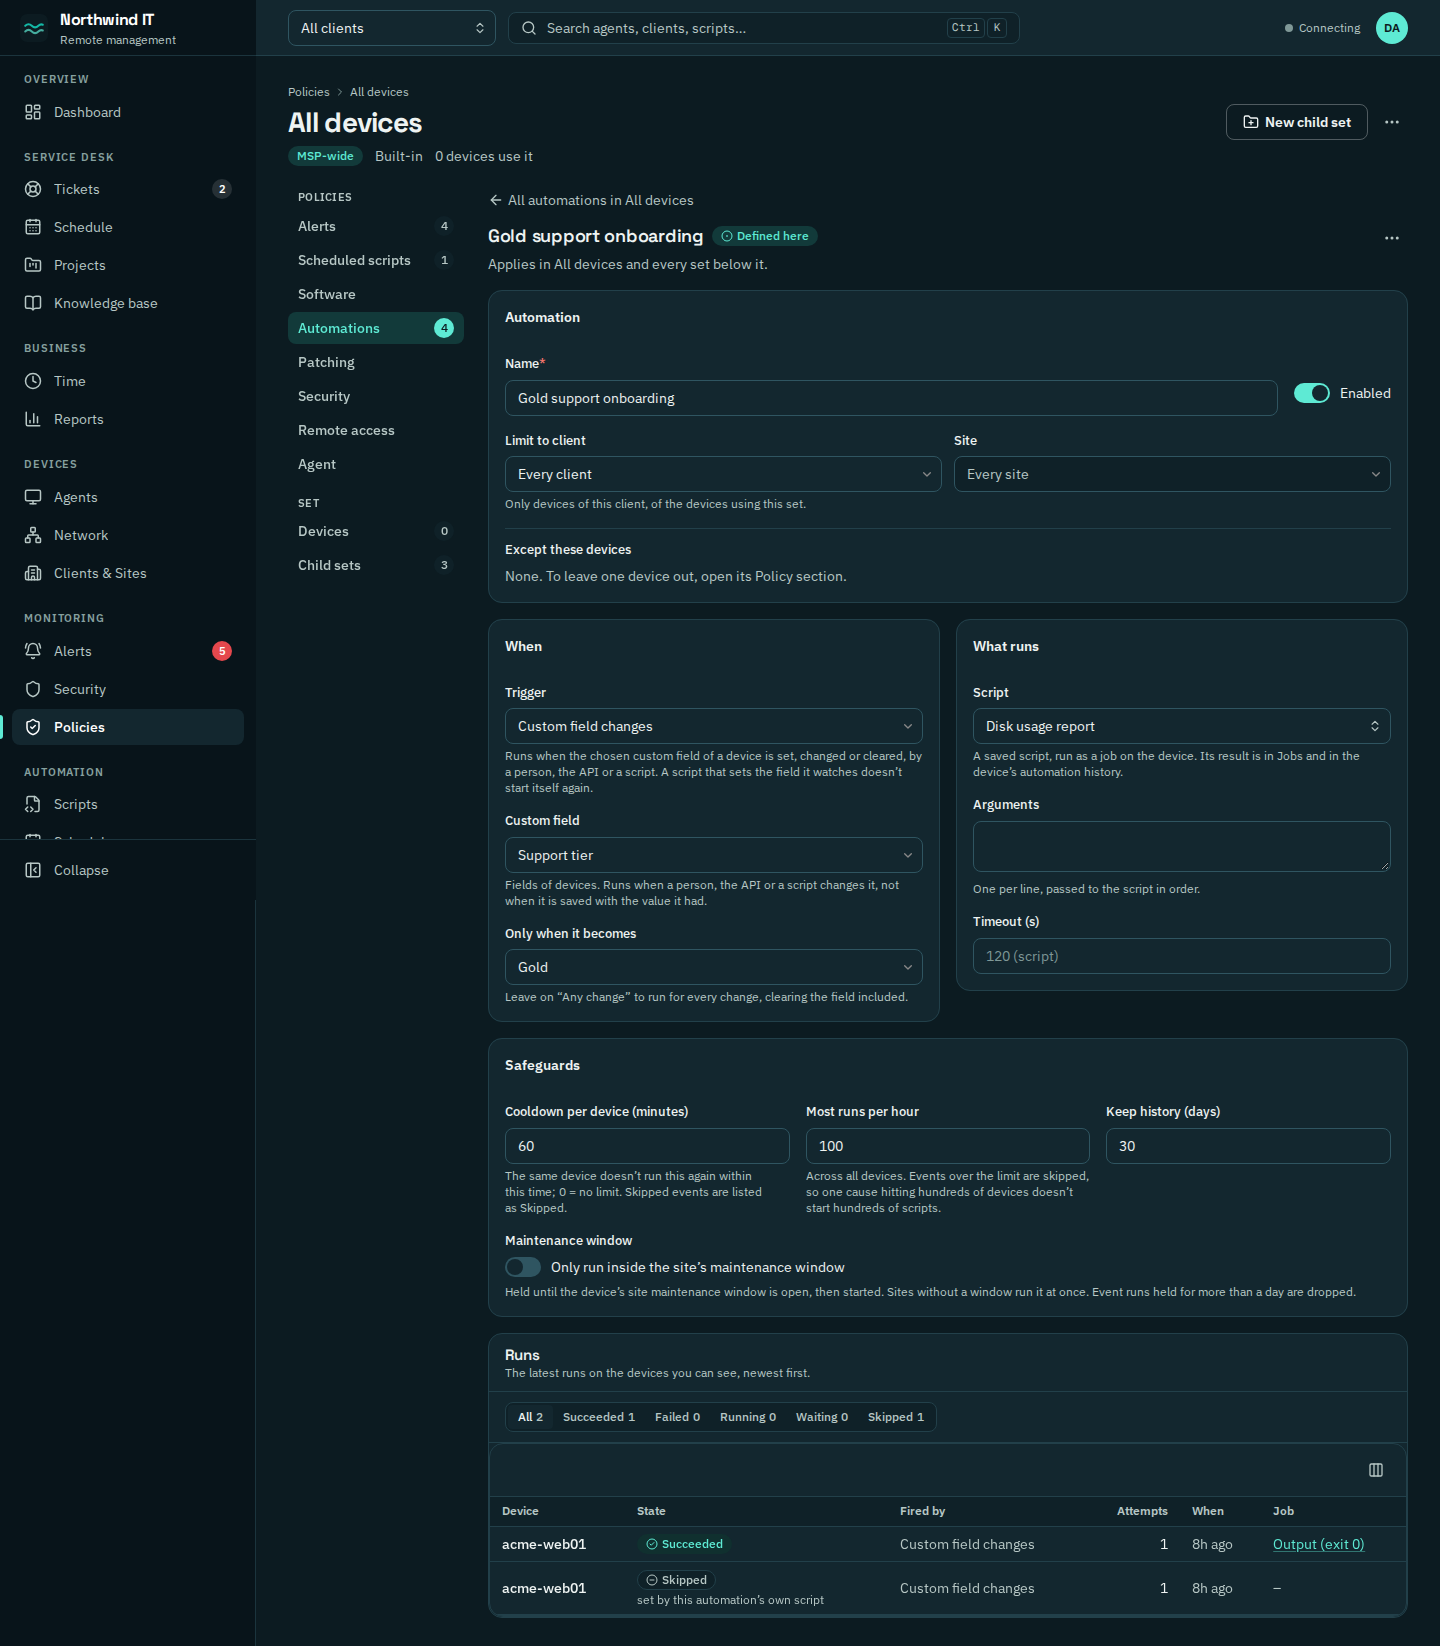 Northwind IT
Remote management
All clients
Search agents, clients, scripts...
Ctrl K
Connecting
DA
OVERVIEW
Dashboard
SERVICE DESK
Tickets 2
Schedule
Projects
Knowledge base
BUSINESS
Time
Reports
DEVICES
Agents
Network
Clients & Sites
MONITORING
Alerts 5
Security
Policies
AUTOMATION
Scripts
Collapse
Policies > All devices
All devices
New child set
MSP-wide Built-in 0 devices use it
POLICIES
Alerts 4
Scheduled scripts 1
Software
Automations 4
Patching
Security
Remote access
Agent
SET
Devices 0
Child sets 3
All automations in All devices
Gold support onboarding Defined here
Applies in All devices and every set below it.
Automation
Name*
Gold support onboarding
Enabled
Limit to client
Every client
Only devices of this client, of the devices using this set.
Site
Every site
Except these devices
None. To leave one device out, open its Policy section.
When
Trigger
Custom field changes
Runs when the chosen custom field of a device is set, changed or cleared, by
a person, the API or a script. A script that sets the field it watches doesn’t
start itself again.
Custom field
Support tier
Fields of devices. Runs when a person, the API or a script changes it, not
when it is saved with the value it had.
Only when it becomes
Gold
Leave on “Any change” to run for every change, clearing the field included.
What runs
Script
Disk usage report
A saved script, run as a job on the device. Its result is in Jobs and in the
device’s automation history.
Arguments
One per line, passed to the script in order.
Timeout (s)
120 (script)
Safeguards
Cooldown per device (minutes)
60
The same device doesn’t run this again within
this time; 0 = no limit. Skipped events are listed
as Skipped.
Most runs per hour
100
Across all devices. Events over the limit are skipped,
so one cause hitting hundreds of devices doesn’t
start hundreds of scripts.
Keep history (days)
30
Maintenance window
Only run inside the site’s maintenance window
Held until the device’s site maintenance window is open, then started. Sites without a window run it at once. Event runs held for more than a day are dropped.
Runs
The latest runs on the devices you can see, newest first.
All 2 Succeeded 1 Failed 0 Running 0 Waiting 0 Skipped 1
Device State Fired by Attempts When Job
acme-web01 Succeeded Custom field changes 1 8h ago Output (exit 0)
acme-web01 Skipped Custom field changes 1 8h ago –
set by this automation’s own script